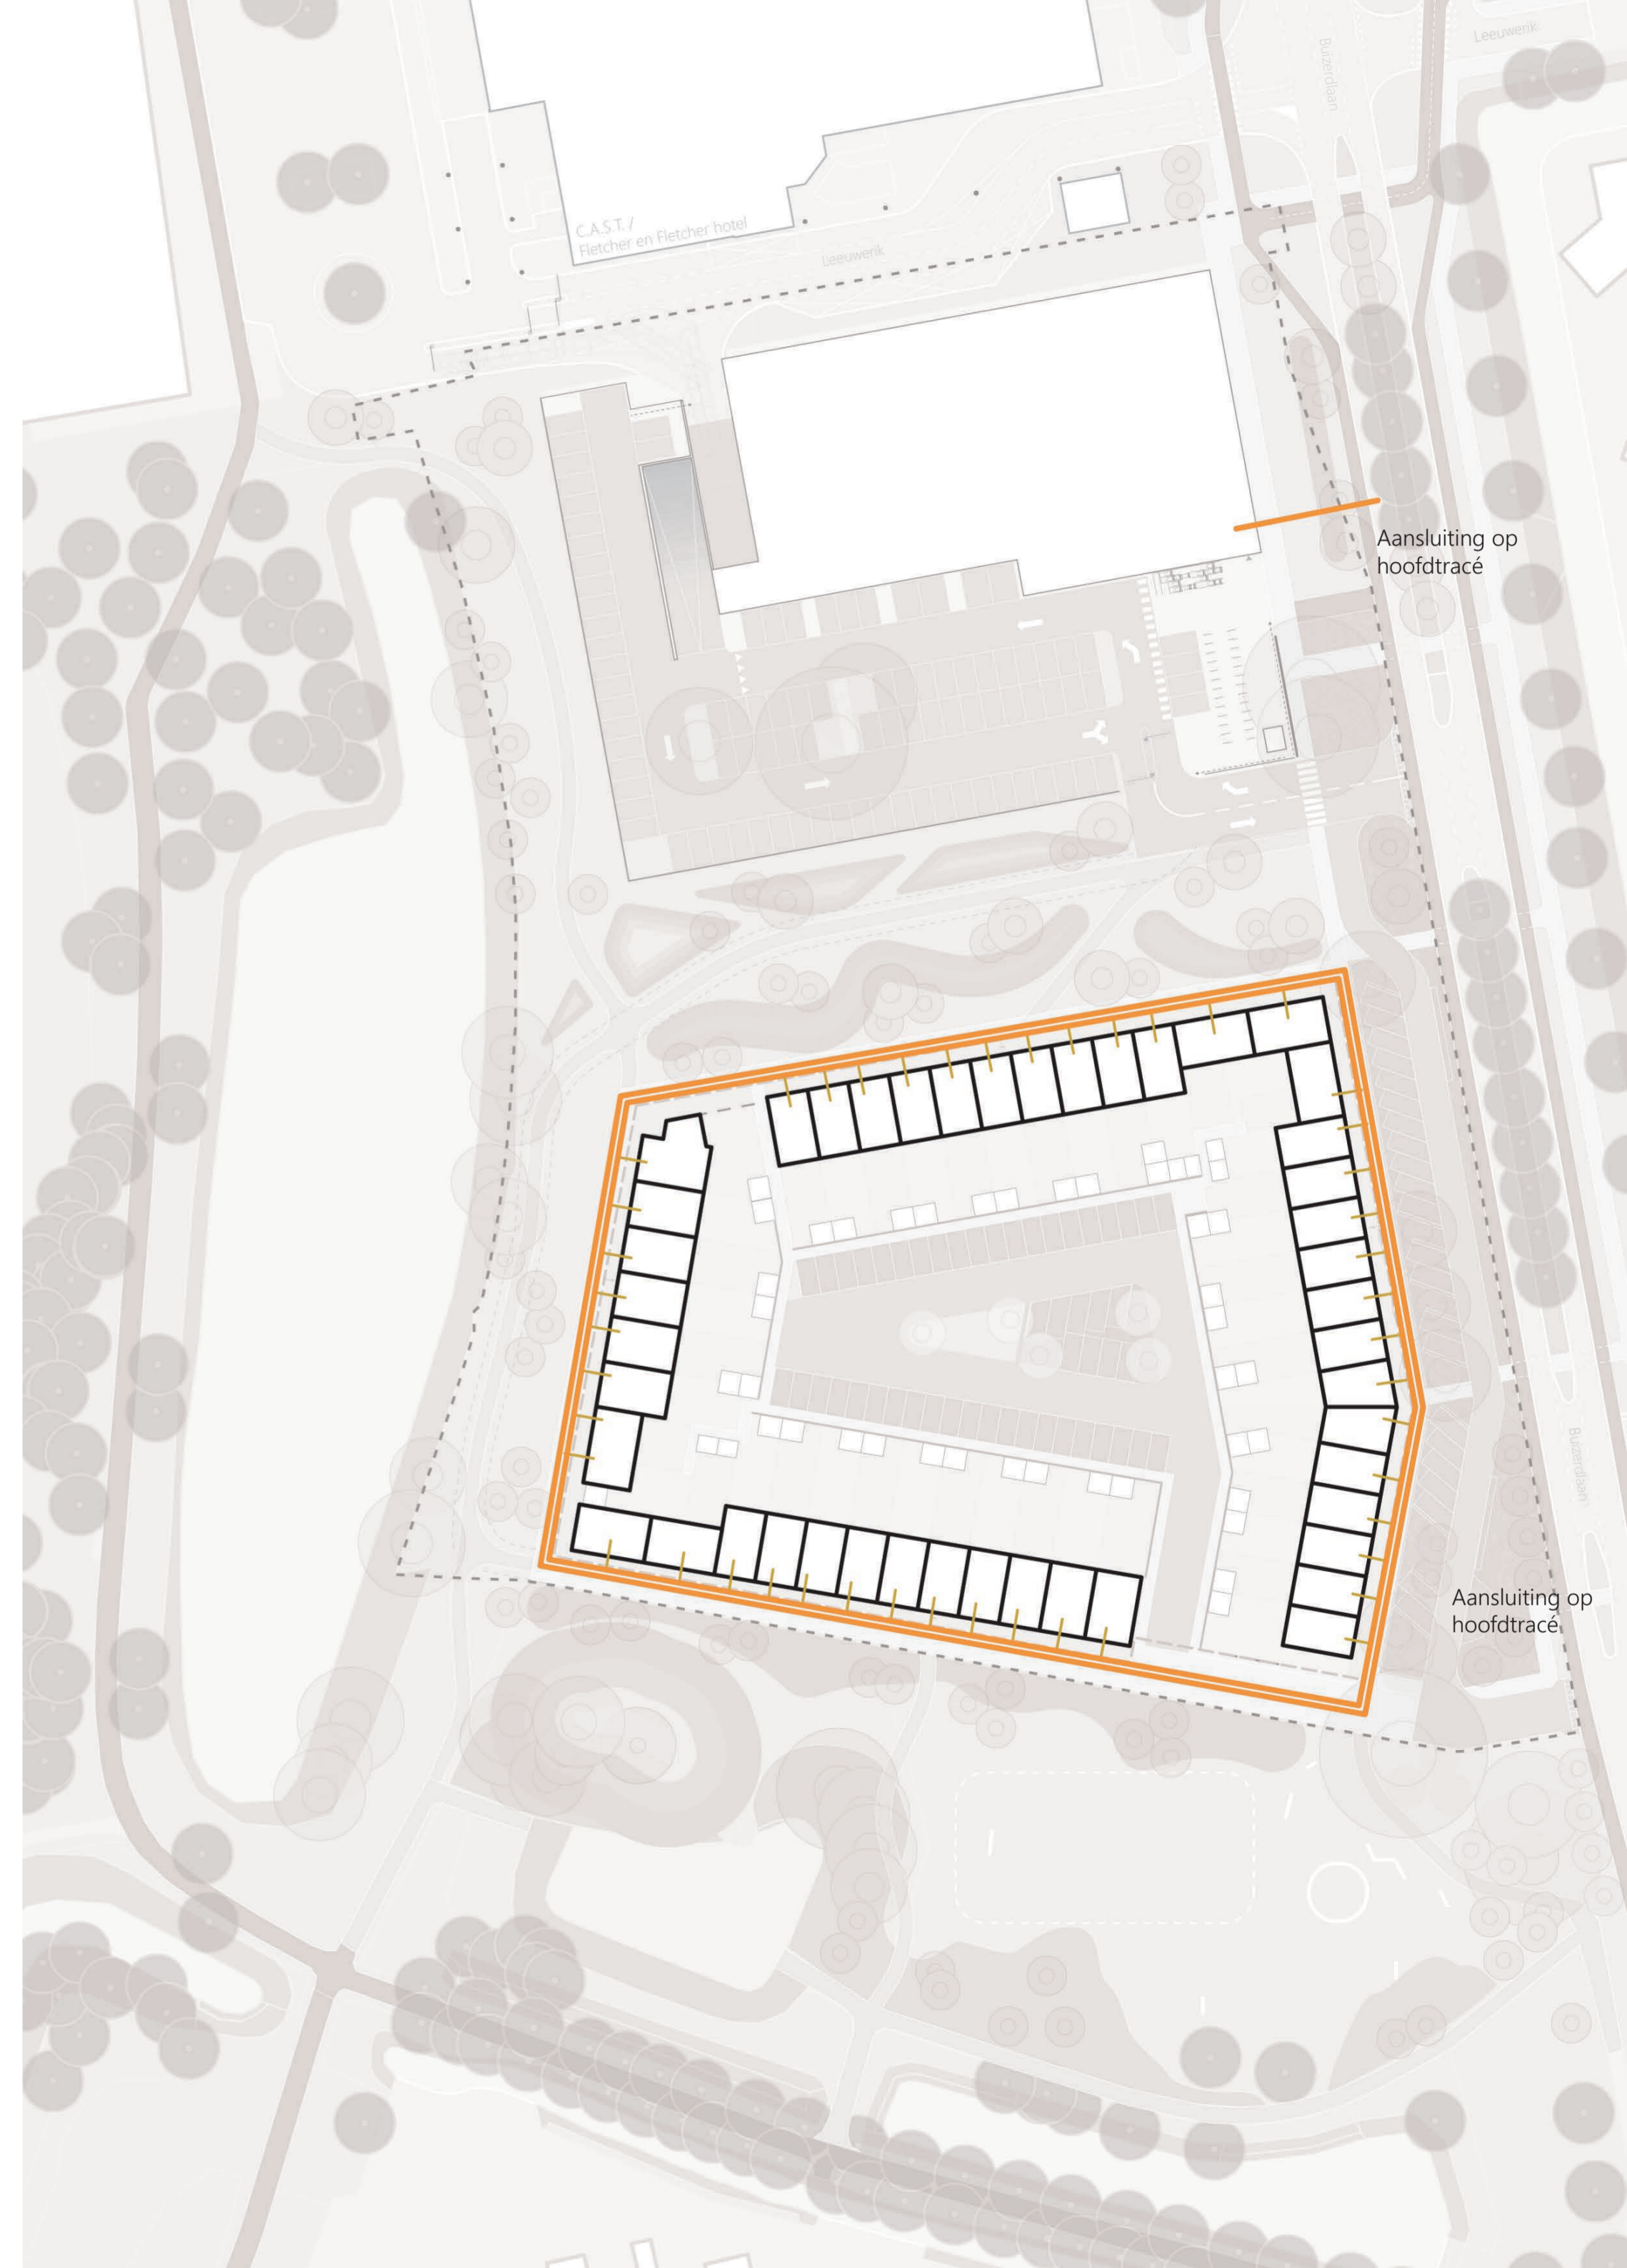 Leeuwerik
Buizerdlaan
C.A.S.T. /
Fletcher en Fletcher hotel
Leeuwerik
Aansluiting op
hoofdtracé
Buizerdlaan
Aansluiting op
hoofdtracé